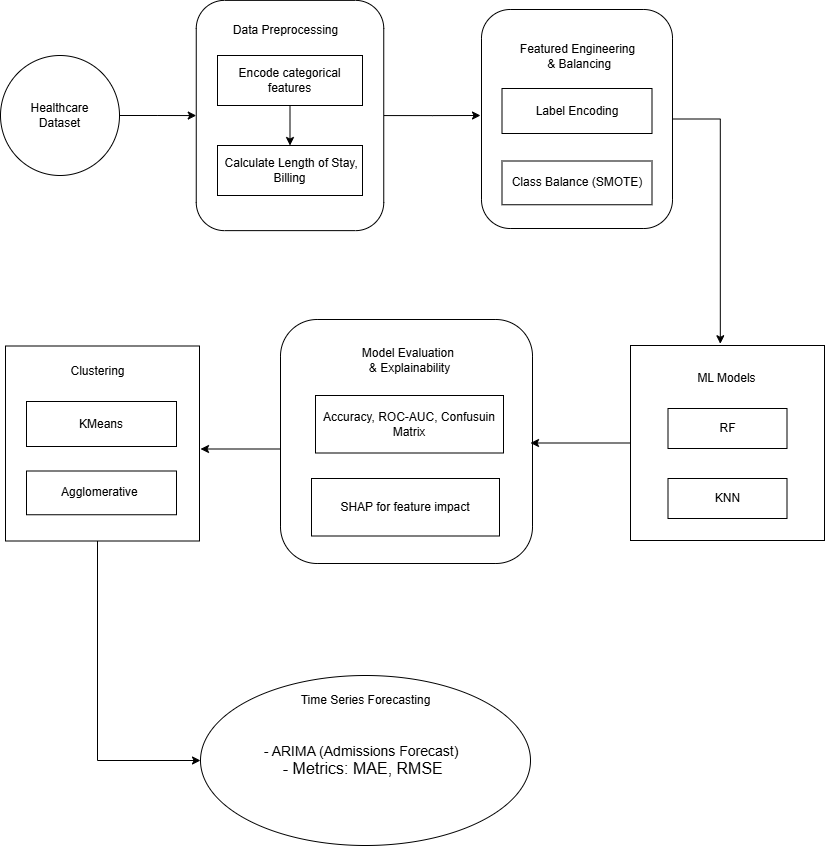 Data Preprocessing
Encode categorical
features
Calculate Length of Stay,
Billing
Healthcare
Dataset
Featured Engineering
& Balancing
Label Encoding
Class Balance (SMOTE)
ML Models
RF
KNN
Model Evaluation
& Explainability
Accuracy, ROC-AUC, Confusuin
Matrix
SHAP for feature impact
Clustering
KMeans
Agglomerative
Time Series Forecasting
- ARIMA (Admissions Forecast)
- Metrics: MAE, RMSE